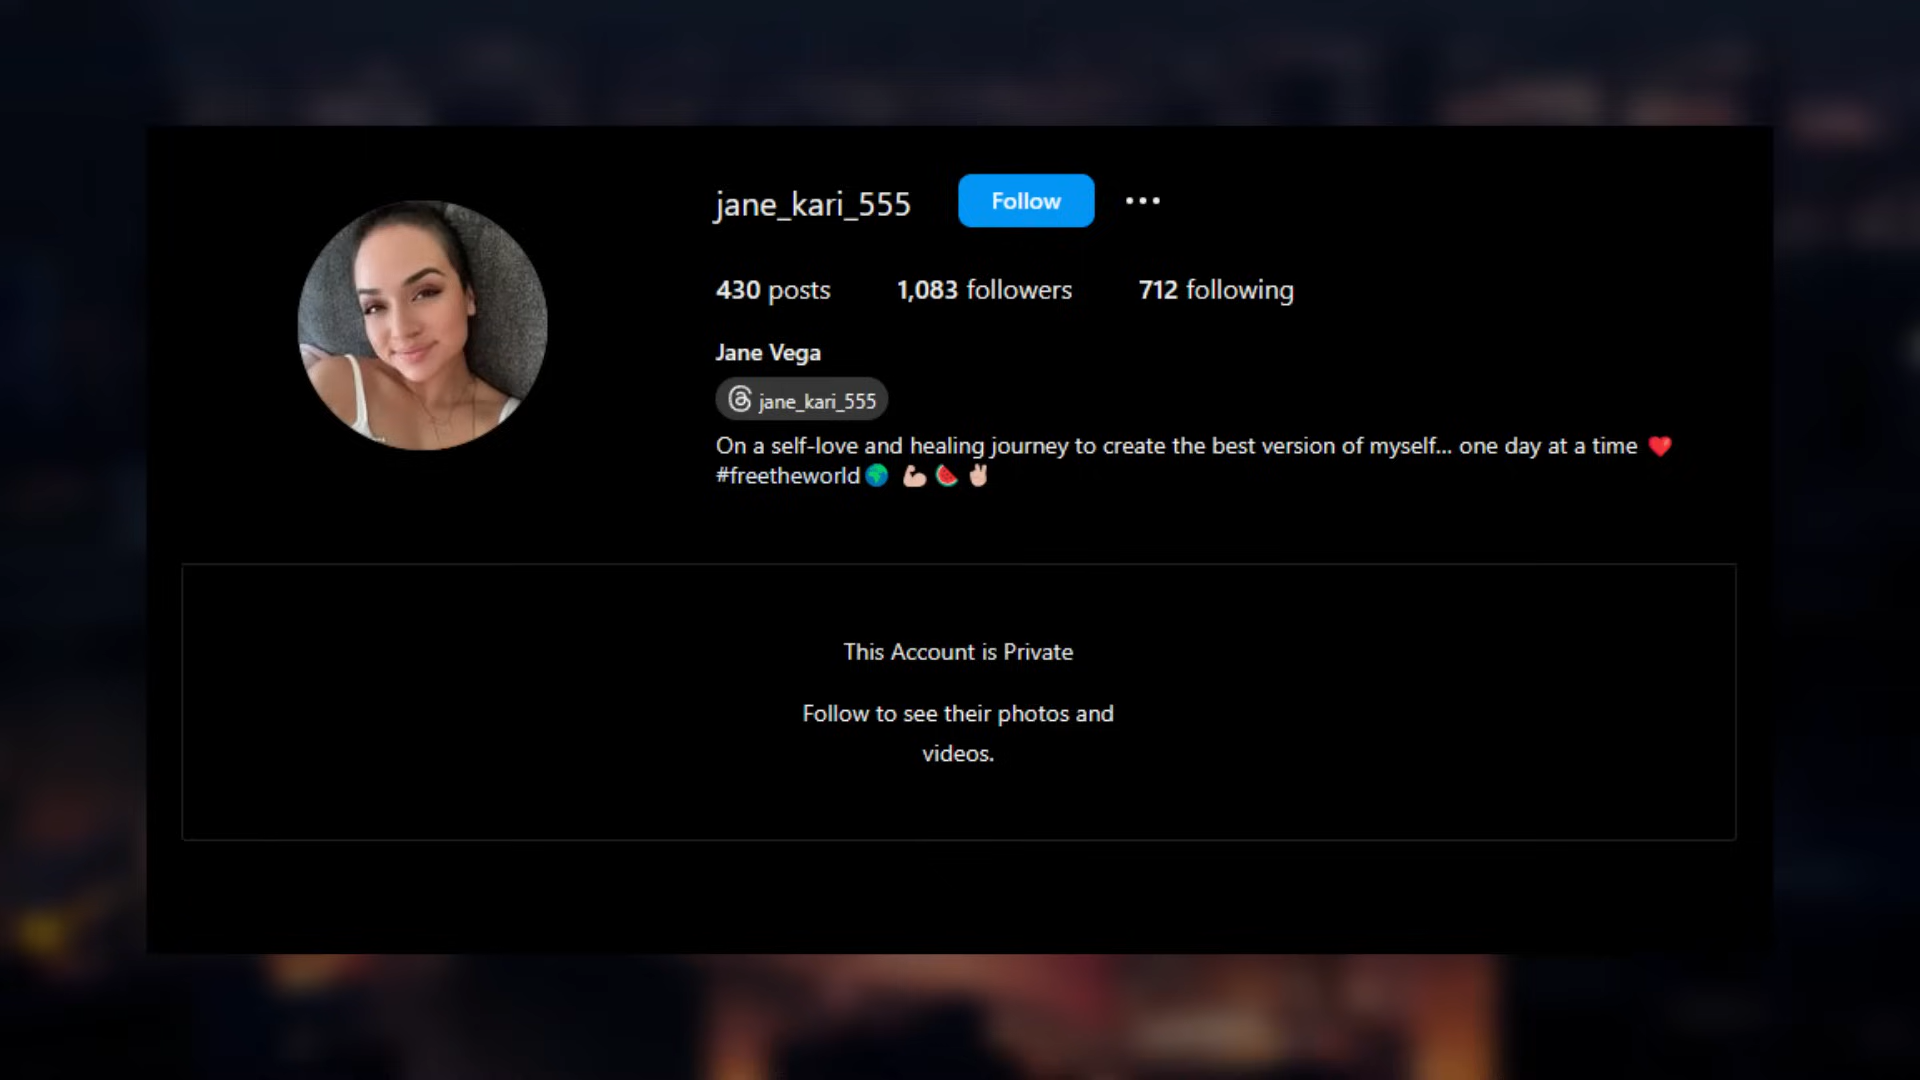 jane_kari_555
Follow
430 posts 1,083 followers 712 following
Jane Vega
jane_kari_555
On a self-love and healing journey to create the best version of myself... one day at a time ❤️
#freetheworld🌍 💪🏼🍉✌🏼
This Account is Private
Follow to see their photos and
videos.